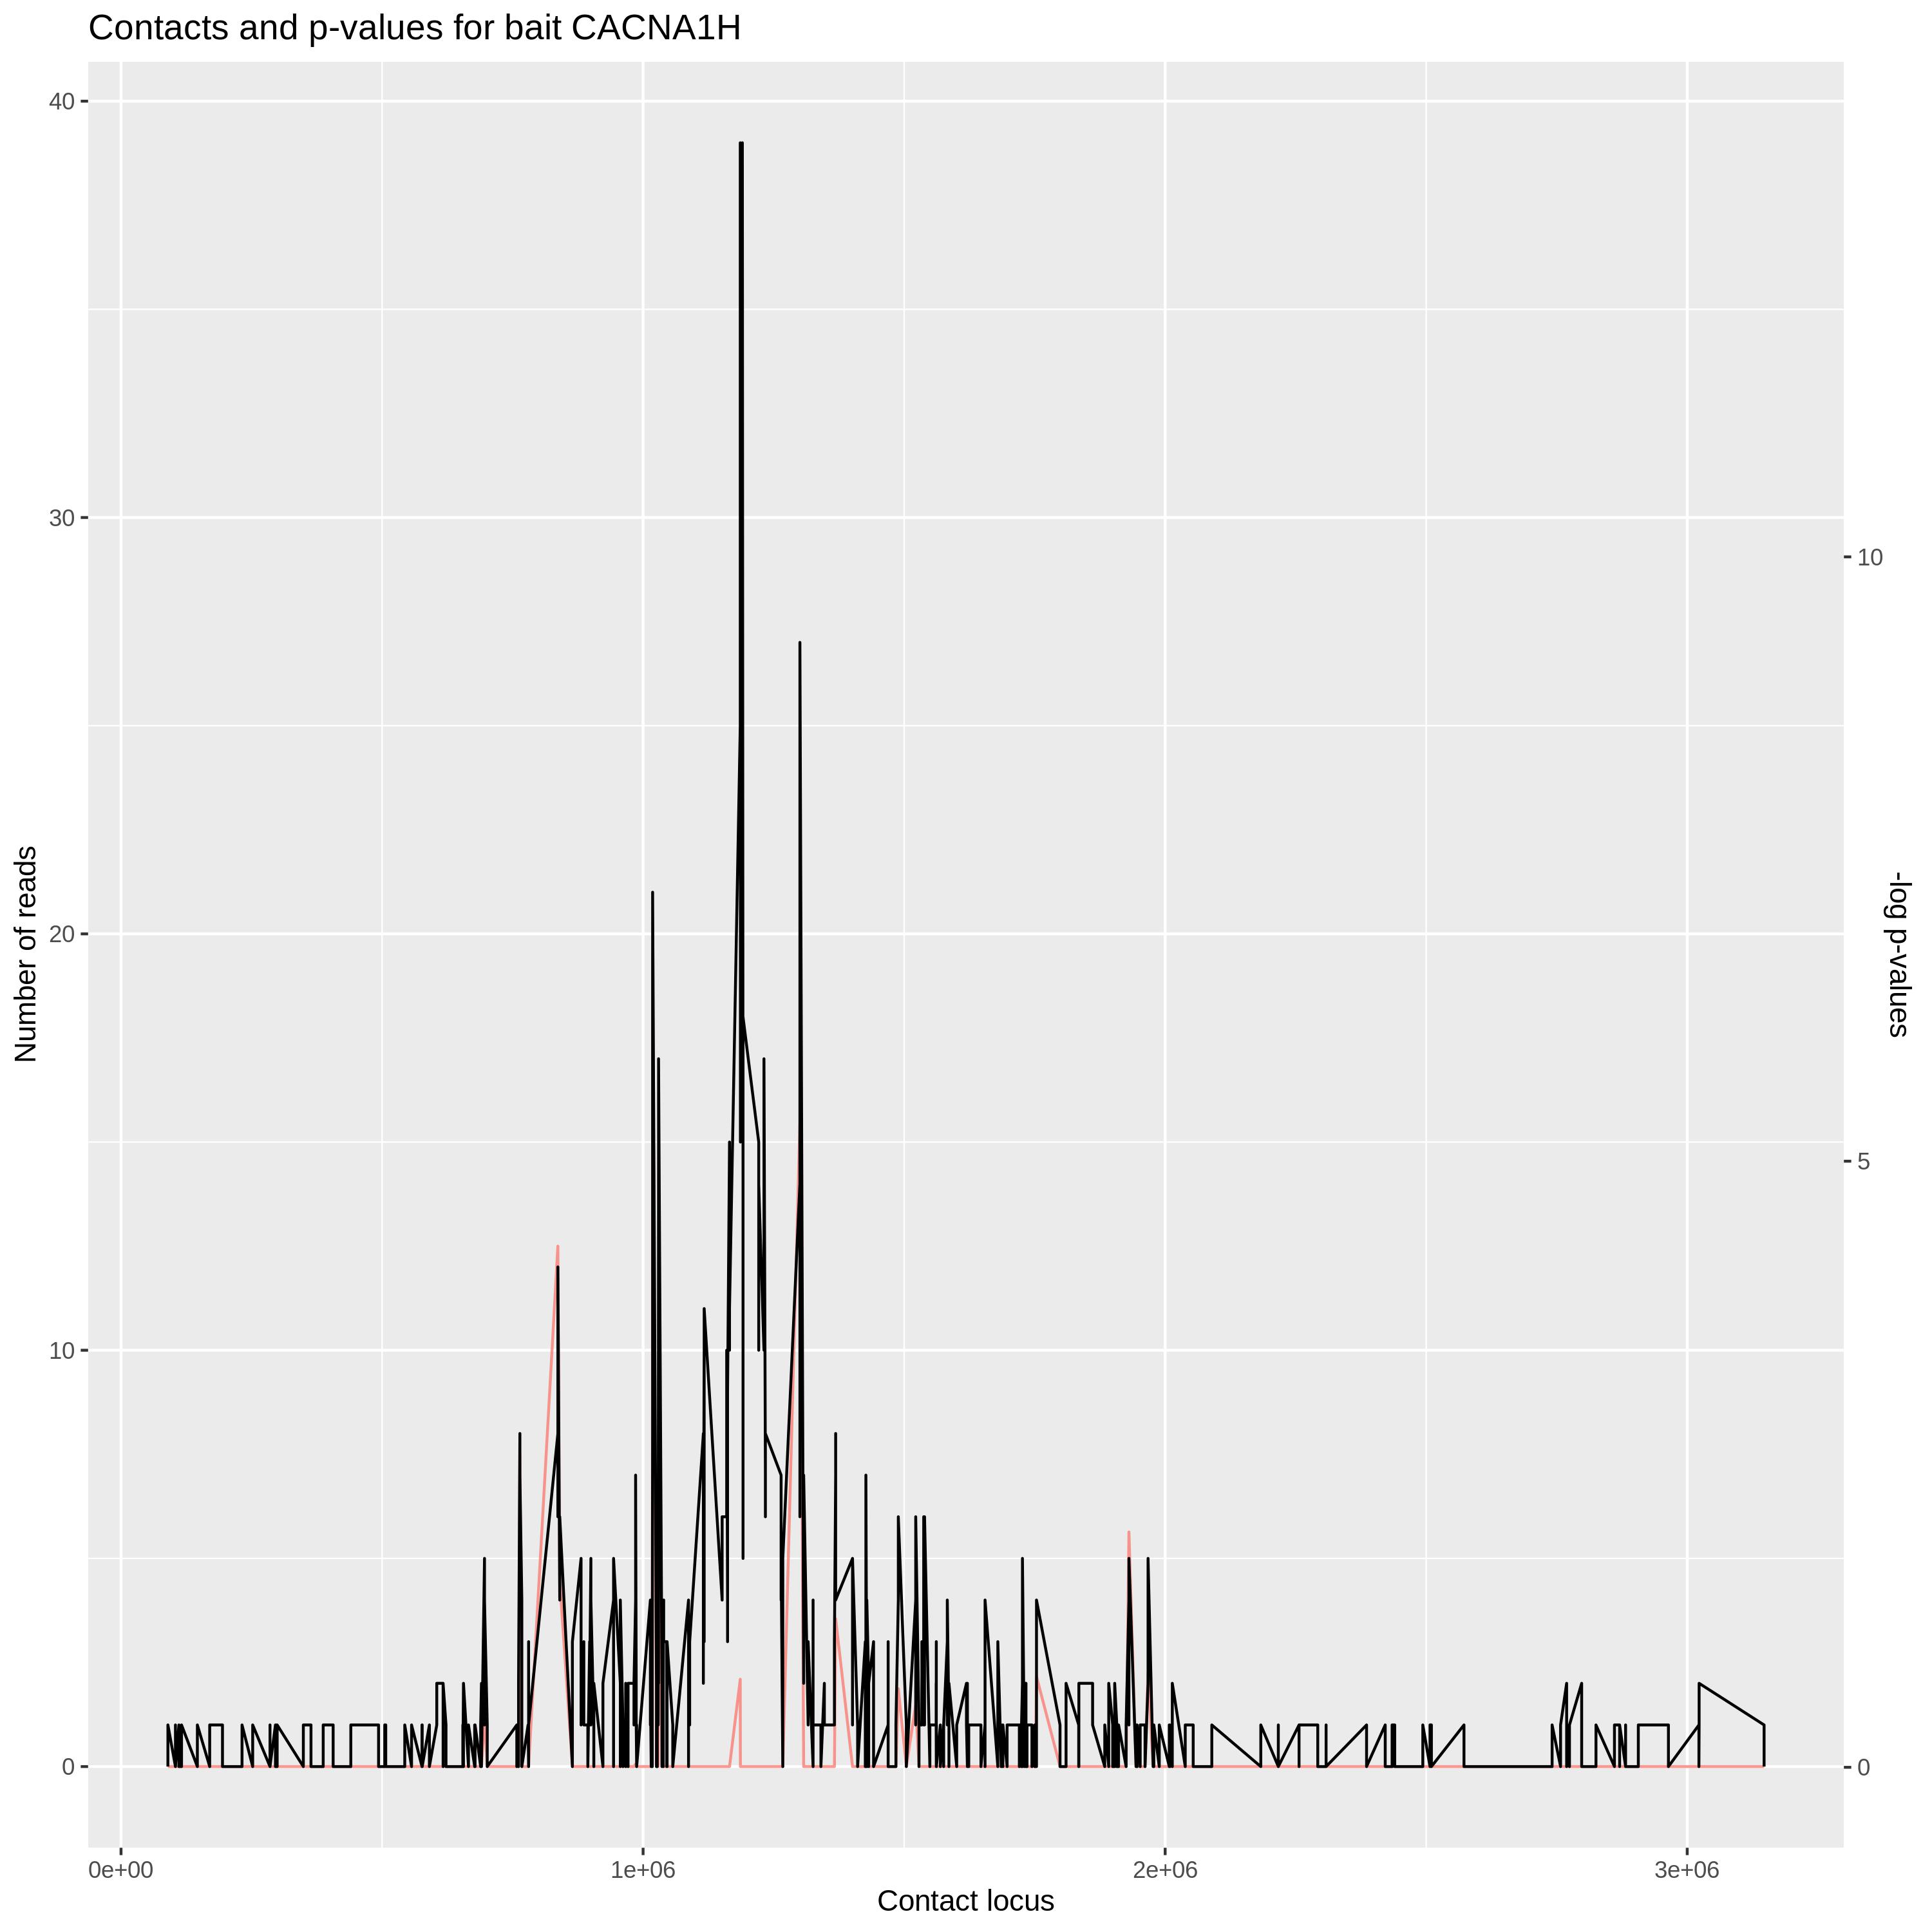 Contacts and p-values for bait CACNA1H
40
30
20
10
0
Number of reads
10
5
0
-log p-values
0e+00 1e+06 2e+06 3e+06
Contact locus